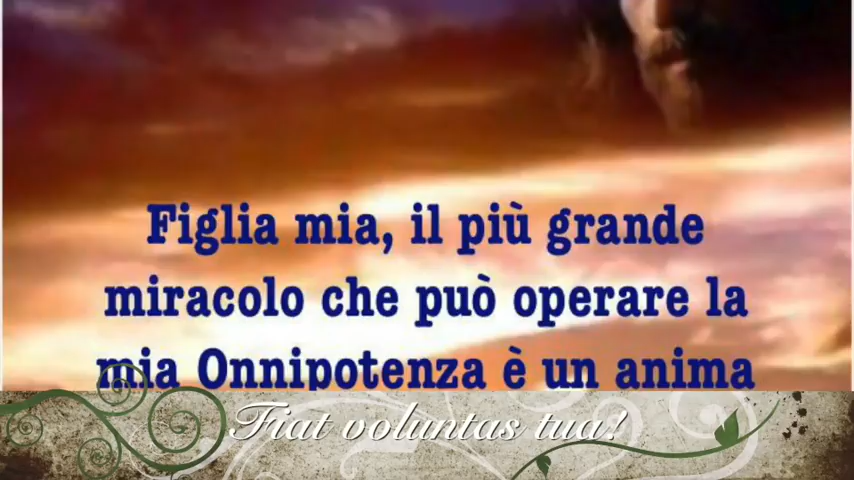 Figlia mia, il più grande
miracolo che può operare la
mia Onnipotenza è un anima
Fiat voluntas tua!